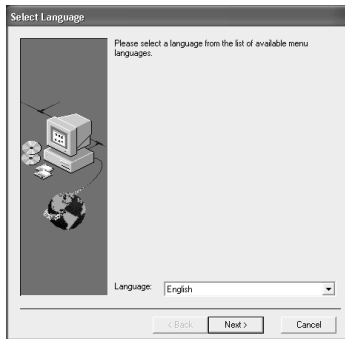 Select Language
Please select a language from the list of available menu
languages.
Language: English
< Back Next > Cancel